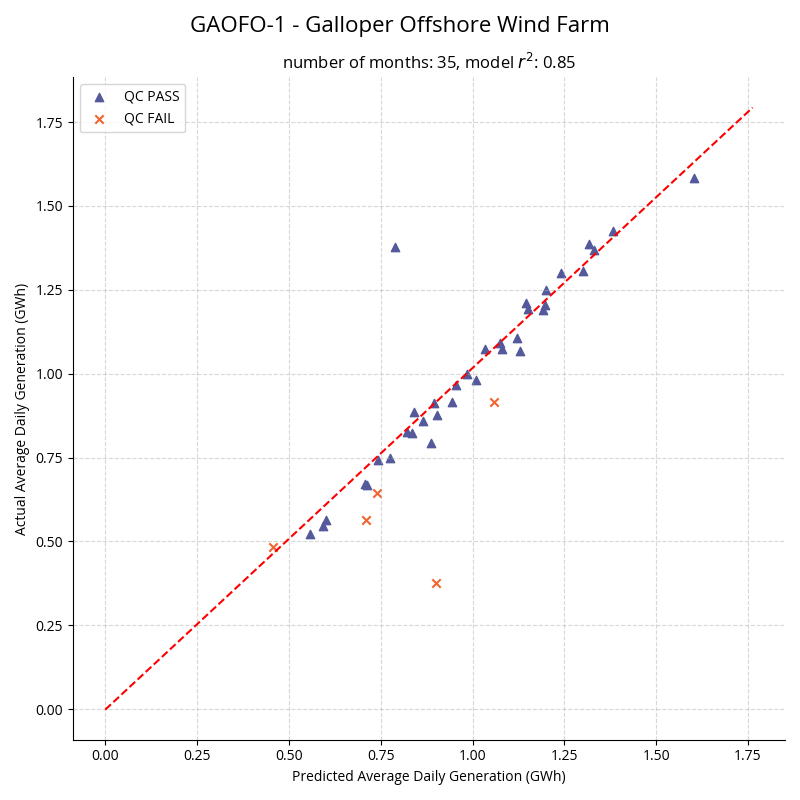 GAOFO-1 - Galloper Offshore Wind Farm
number of months: 35, model r²: 0.85
QC PASS
QC FAIL
Actual Average Daily Generation (GWh)
1.75
1.50
1.25
1.00
0.75
0.50
0.25
0.00
0.00 0.25 0.50 0.75 1.00 1.25 1.50 1.75
Predicted Average Daily Generation (GWh)